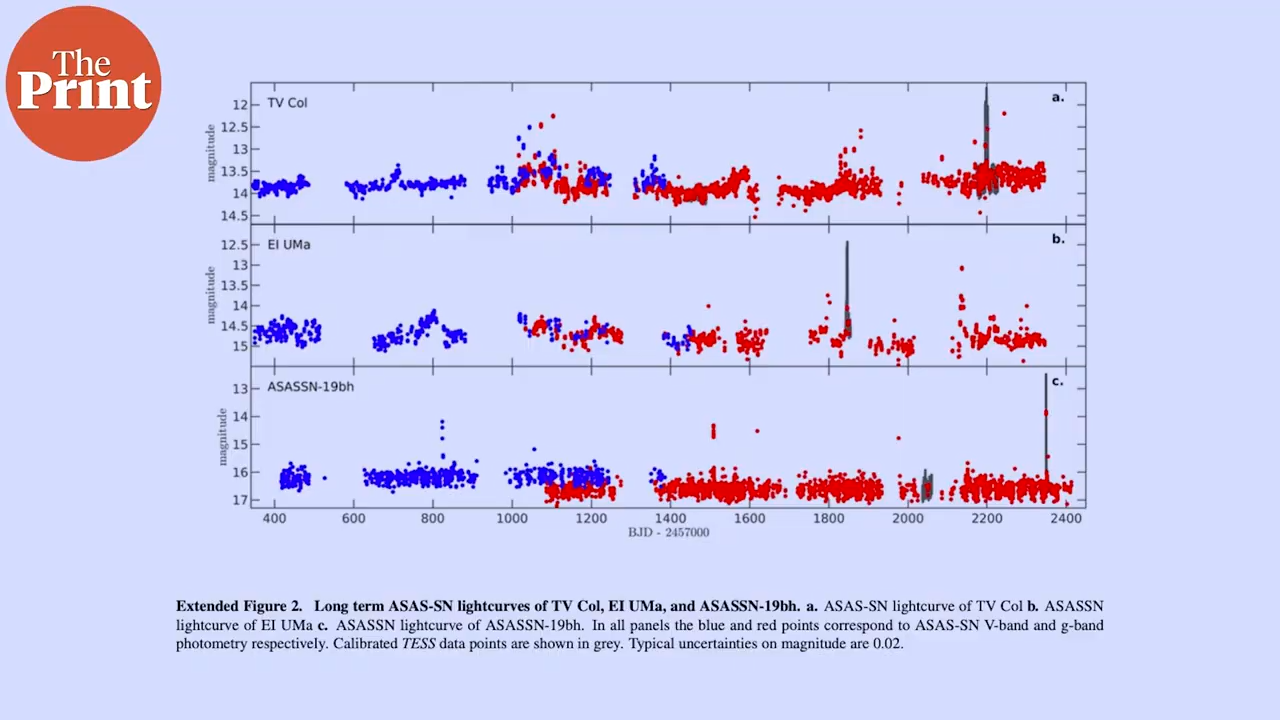 The
Print
TV Col
a.
12
12.5
13
13.5
14
14.5
magnitude
EI UMa
b.
12.5
13
13.5
14
14.5
15
magnitude
ASASSN-19bh
c.
13
14
15
16
17
magnitude
400 600 800 1000 1200 1400 1600 1800 2000 2200 2400
BJD - 2457000
Extended Figure 2. Long term ASAS-SN lightcurves of TV Col, EI UMa, and ASASSN-19bh. a. ASAS-SN lightcurve of TV Col b. ASASSN
lightcurve of EI UMa c. ASASSN lightcurve of ASASSN-19bh. In all panels the blue and red points correspond to ASAS-SN V-band and g-band
photometry respectively. Calibrated TESS data points are shown in grey. Typical uncertainties on magnitude are 0.02.